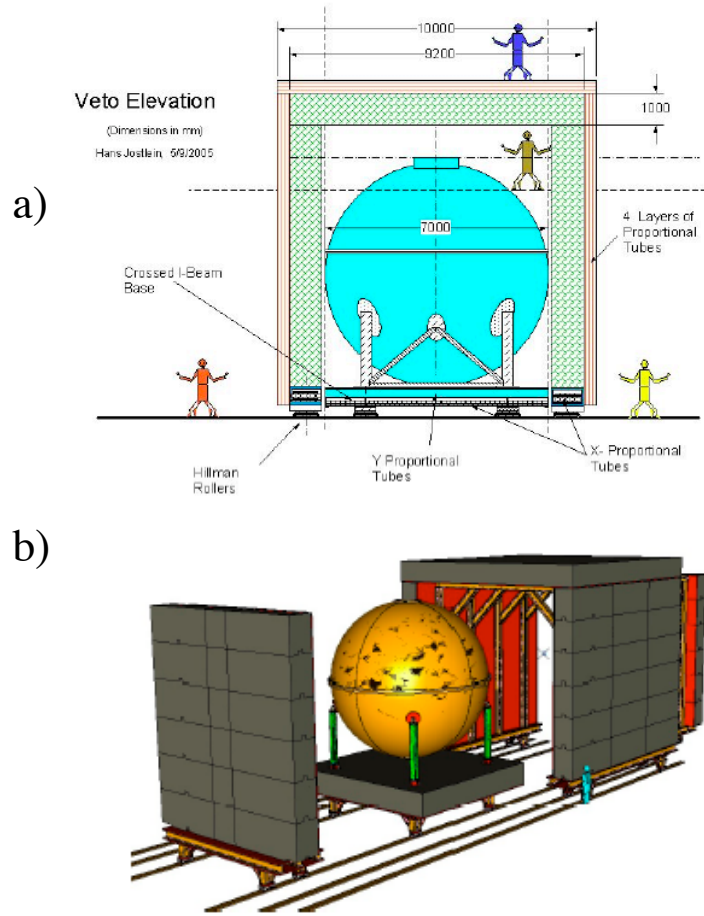 10000
9200
Veto Elevation
1000
(Dimensions in mm)
Hans Jostlein, 5/9/2005
a)
7000
4 Layers of
Proportional
Tubes
Crossed I-Beam
Base
Hillman
Rollers
Y Proportional
Tubes
X- Proportional
Tubes
b)